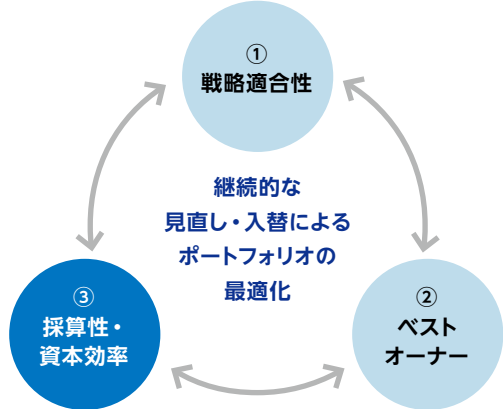 ①
戦略適合性
継続的な
見直し・入替による
ポートフォリオの
最適化
③
採算性・
資本効率
②
ベスト
オーナー